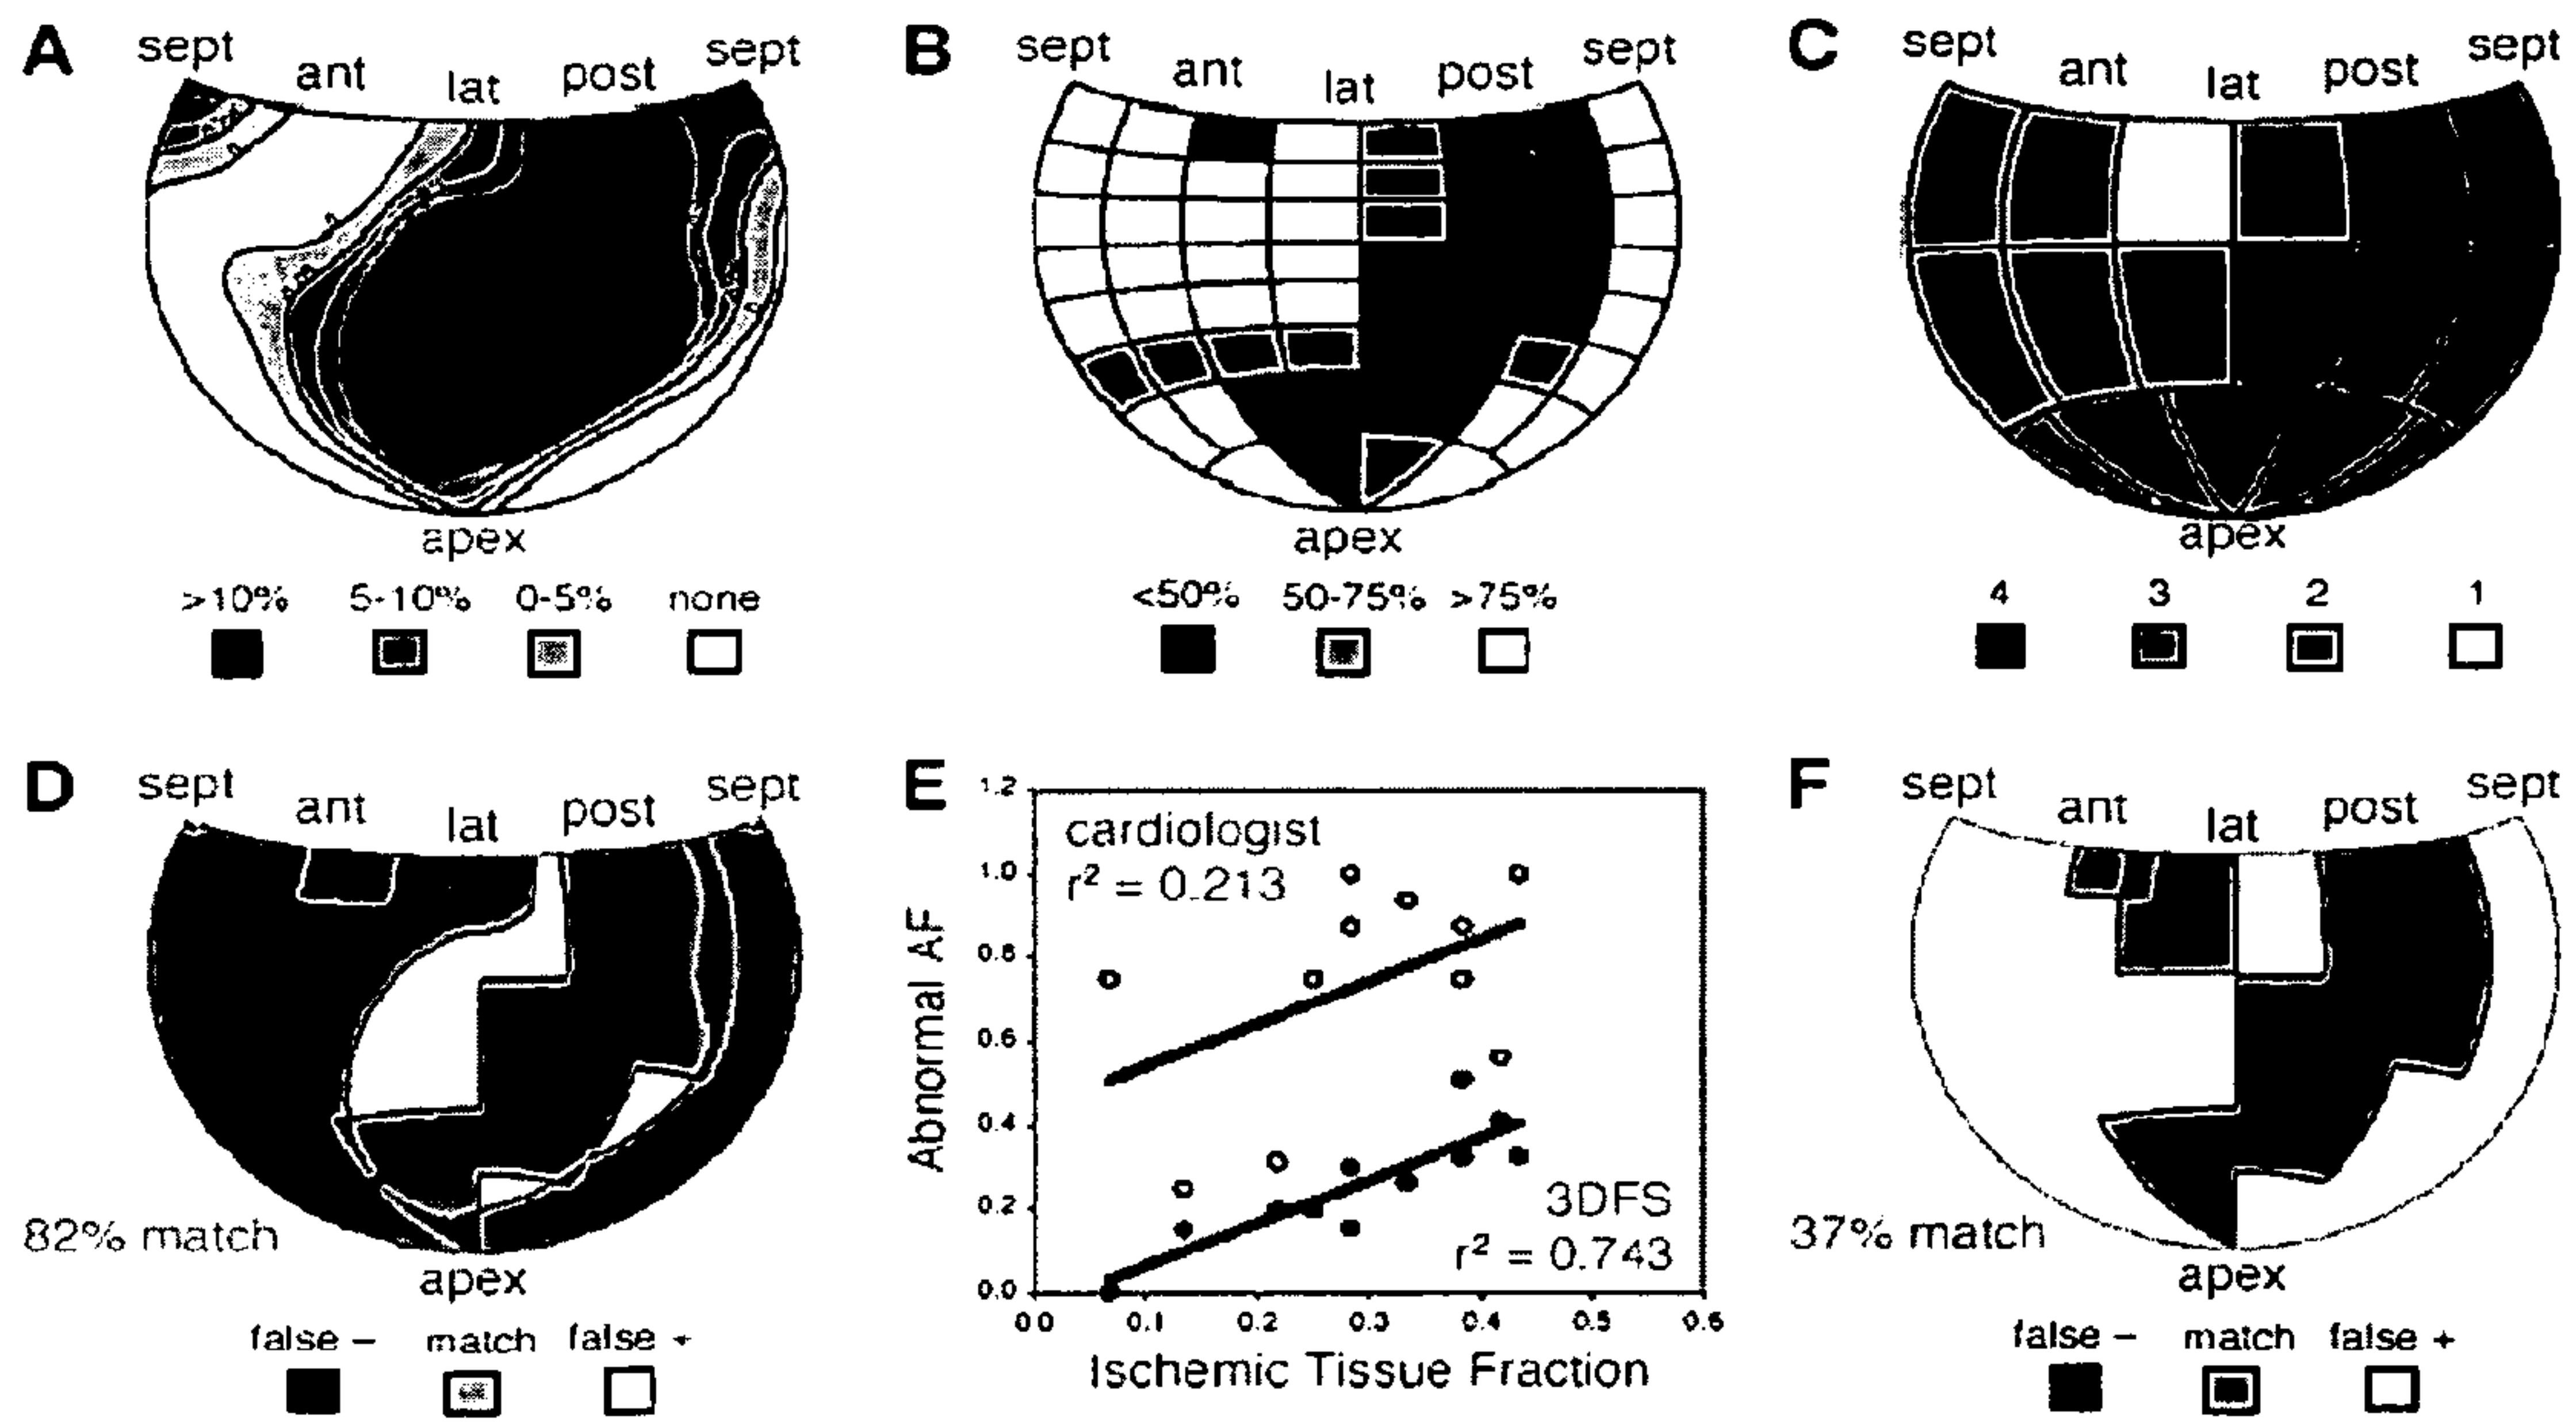 A
sept
ant
lat
post
sept
apex
>10%
5-10%
0-5%
none
B
sept
ant
lat
post
sept
apex
<50%
50-75%
>75%
C
sept
ant
lat
post
sept
apex
4
3
2
1
D
sept
ant
lat
post
sept
82% match
apex
false –
match
false +
E
cardiologist
r² = 0.213
3DFS
r² = 0.743
Abnormal AF
1.2
1.0
0.8
0.6
0.4
0.2
0.0
0.0
0.1
0.2
0.3
0.4
0.5
0.6
Ischemic Tissue Fraction
F
sept
ant
lat
post
sept
37% match
apex
false –
match
false +